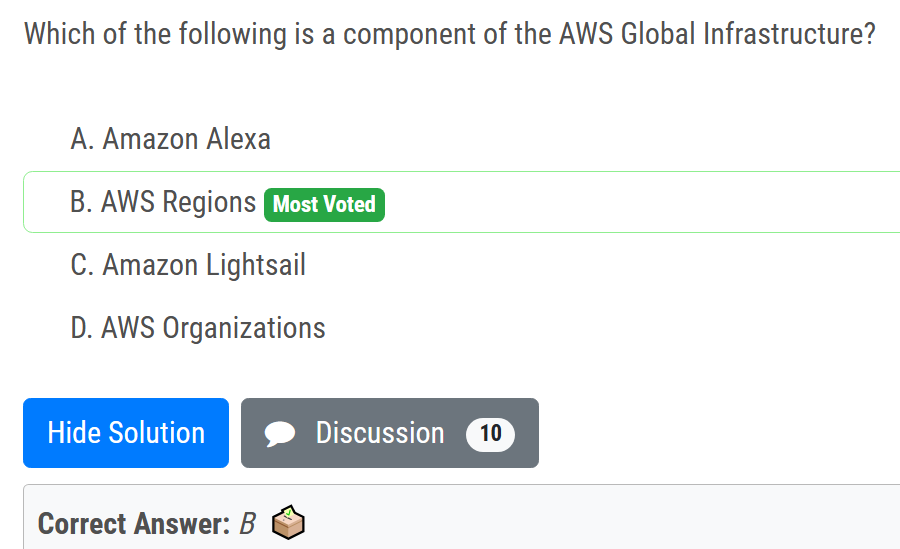 Which of the following is a component of the AWS Global Infrastructure?
A. Amazon Alexa
B. AWS Regions Most Voted
C. Amazon Lightsail
D. AWS Organizations
Hide Solution Discussion 10
Correct Answer: B